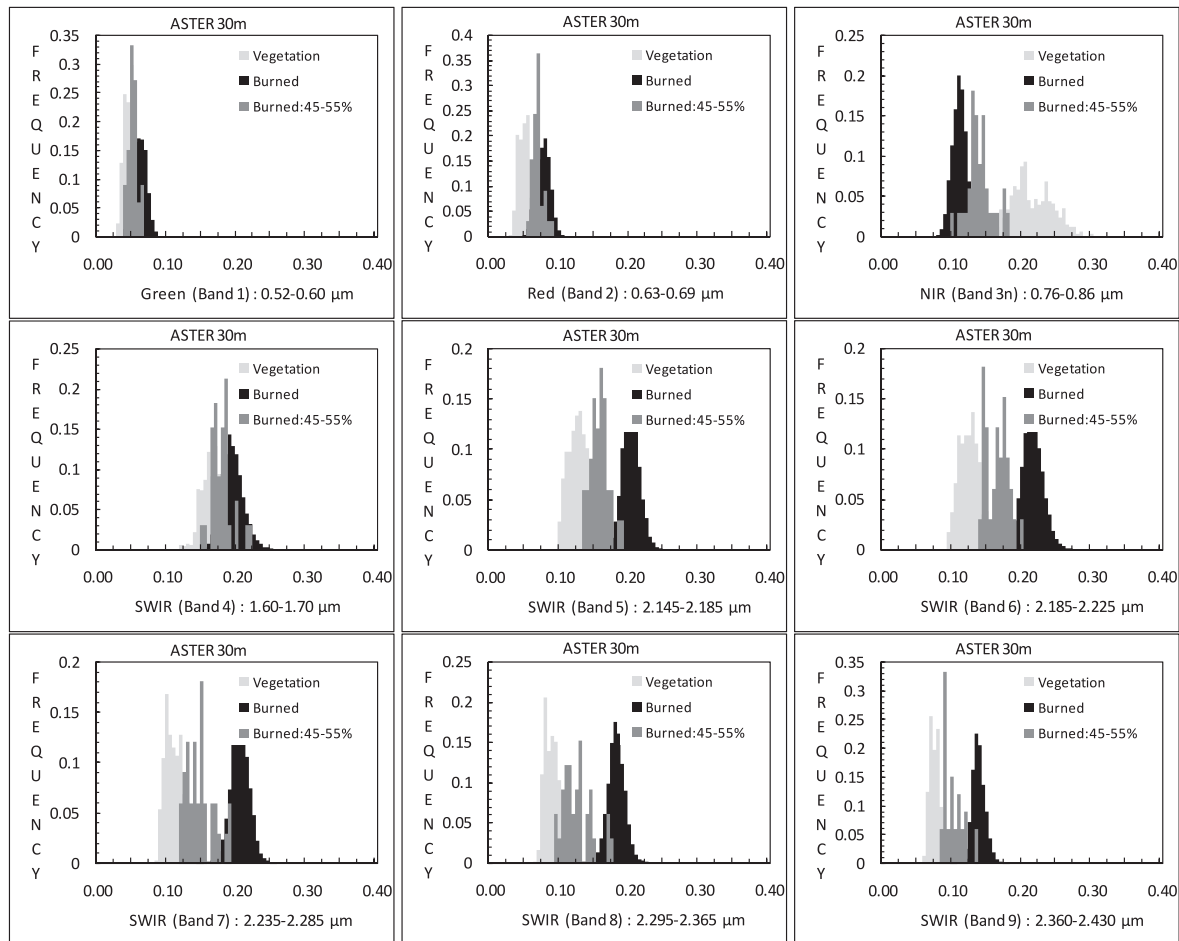 ASTER 30m
FREQUENCY
0.35
0.3
0.25
0.2
0.15
0.1
0.05
0
Vegetation
Burned
Burned:45-55%
0.00 0.10 0.20 0.30 0.40
Green (Band 1) : 0.52-0.60 µm
ASTER 30m
FREQUENCY
0.4
0.35
0.3
0.25
0.2
0.15
0.1
0.05
0
Vegetation
Burned
Burned:45-55%
0.00 0.10 0.20 0.30 0.40
Red (Band 2) : 0.63-0.69 µm
ASTER 30m
FREQUENCY
0.25
0.2
0.15
0.1
0.05
0
Vegetation
Burned
Burned:45-55%
0.00 0.10 0.20 0.30 0.40
NIR (Band 3n) : 0.76-0.86 µm
ASTER 30m
FREQUENCY
0.25
0.2
0.15
0.1
0.05
0
Vegetation
Burned
Burned:45-55%
0.00 0.10 0.20 0.30 0.40
SWIR (Band 4) : 1.60-1.70 µm
ASTER 30m
FREQUENCY
0.2
0.15
0.1
0.05
0
Vegetation
Burned
Burned:45-55%
0.00 0.10 0.20 0.30 0.40
SWIR (Band 5) : 2.145-2.185 µm
ASTER 30m
FREQUENCY
0.2
0.15
0.1
0.05
0
Vegetation
Burned
Burned:45-55%
0.00 0.10 0.20 0.30 0.40
SWIR (Band 6) : 2.185-2.225 µm
ASTER 30m
FREQUENCY
0.2
0.15
0.1
0.05
0
Vegetation
Burned
Burned:45-55%
0.00 0.10 0.20 0.30 0.40
SWIR (Band 7) : 2.235-2.285 µm
ASTER 30m
FREQUENCY
0.25
0.2
0.15
0.1
0.05
0
Vegetation
Burned
Burned:45-55%
0.00 0.10 0.20 0.30 0.40
SWIR (Band 8) : 2.295-2.365 µm
ASTER 30m
FREQUENCY
0.35
0.3
0.25
0.2
0.15
0.1
0.05
0
Vegetation
Burned
Burned:45-55%
0.00 0.10 0.20 0.30 0.40
SWIR (Band 9) : 2.360-2.430 µm